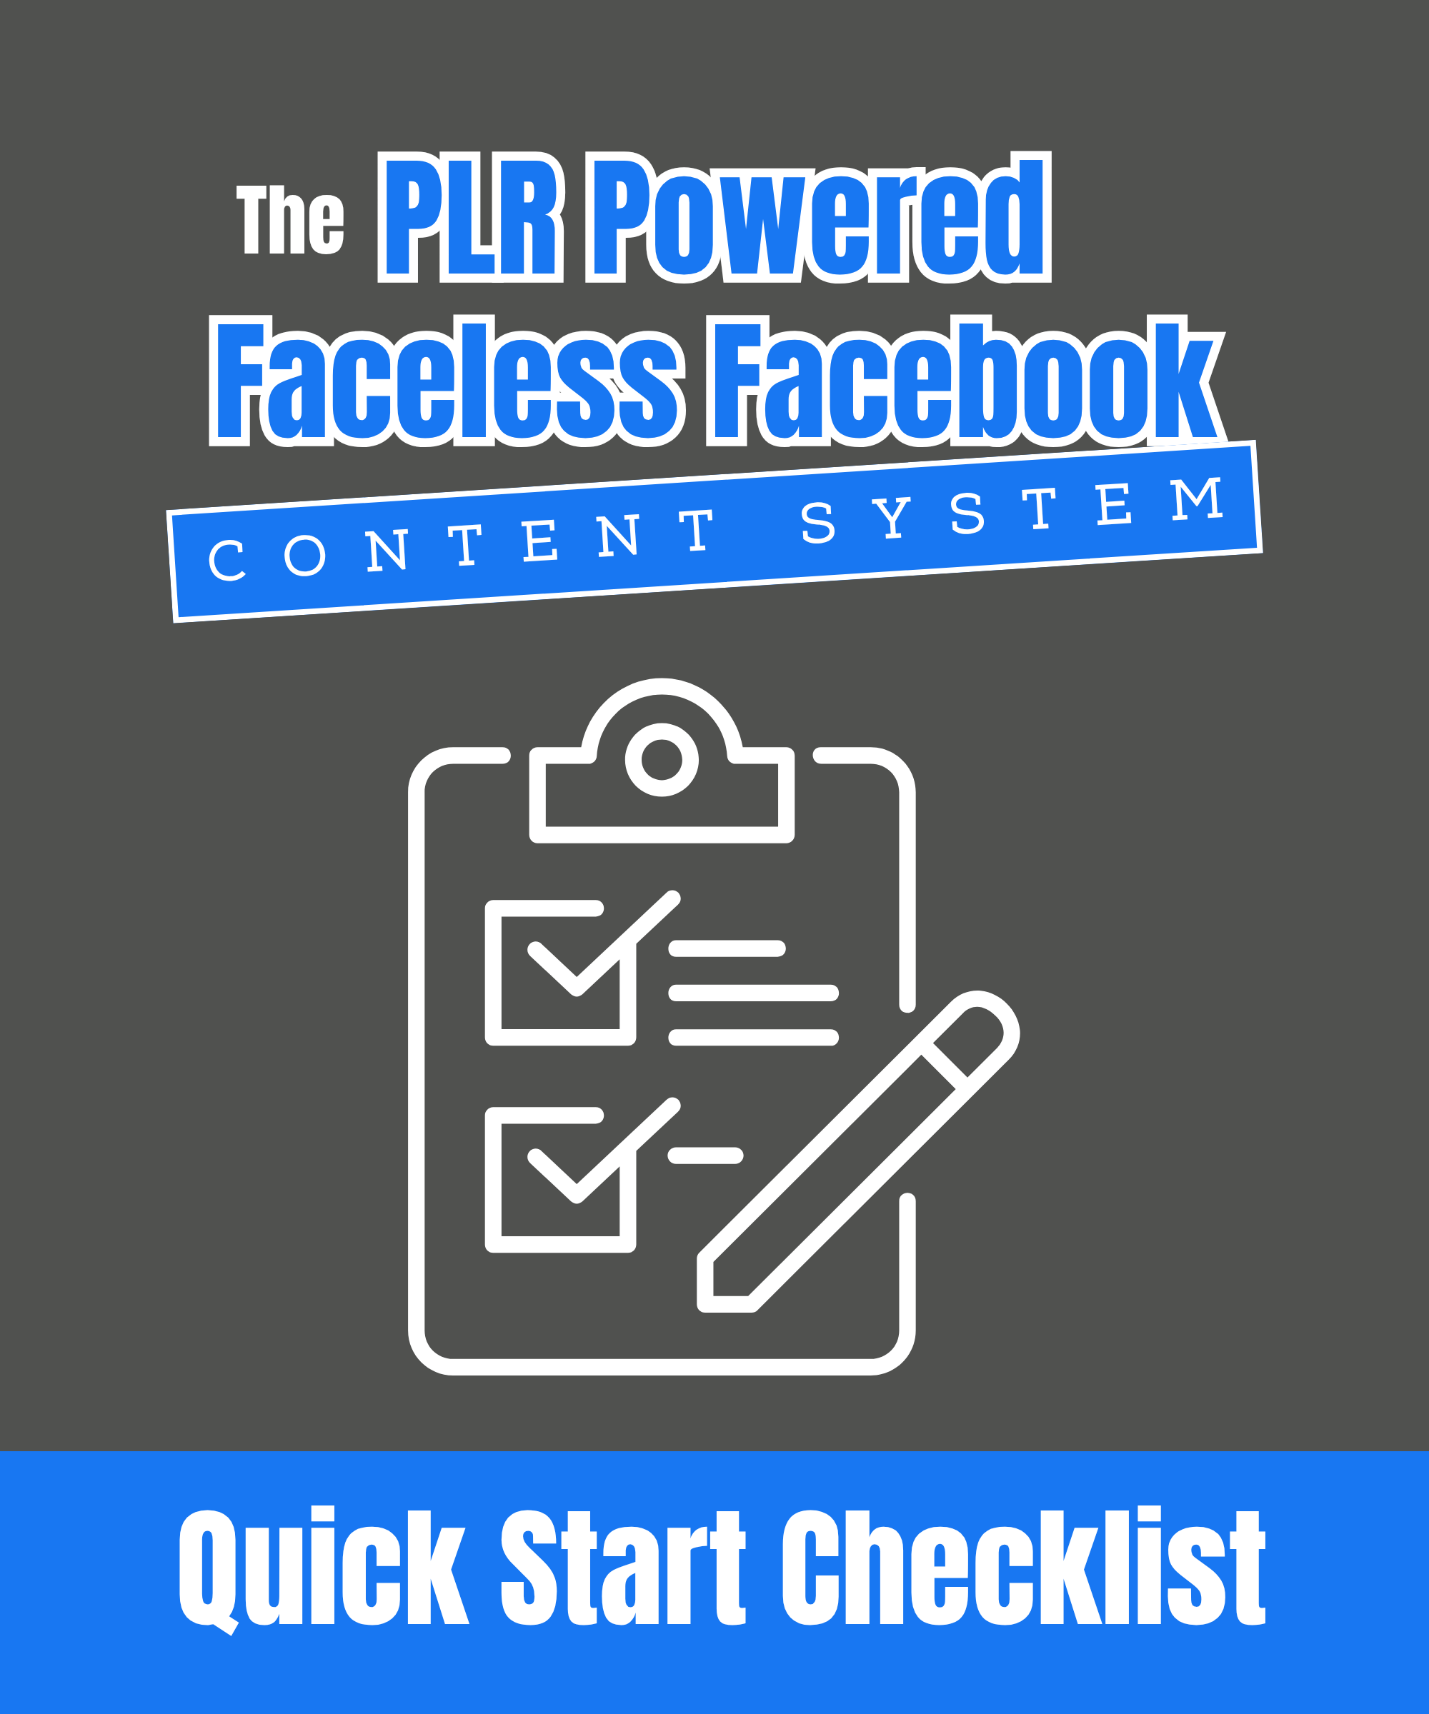 The PLR Powered
Faceless Facebook
CONTENT SYSTEM
Quick Start Checklist